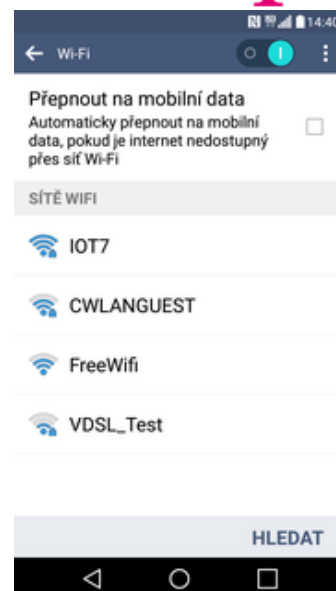 14:40
Wi-Fi
Přepnout na mobilní data
Automaticky přepnout na mobilní
data, pokud je internet nedostupný
přes síť Wi-Fi
SÍTĚ WIFI
IOT7
CWLANGUEST
FreeWifi
VDSL_Test
HLEDAT